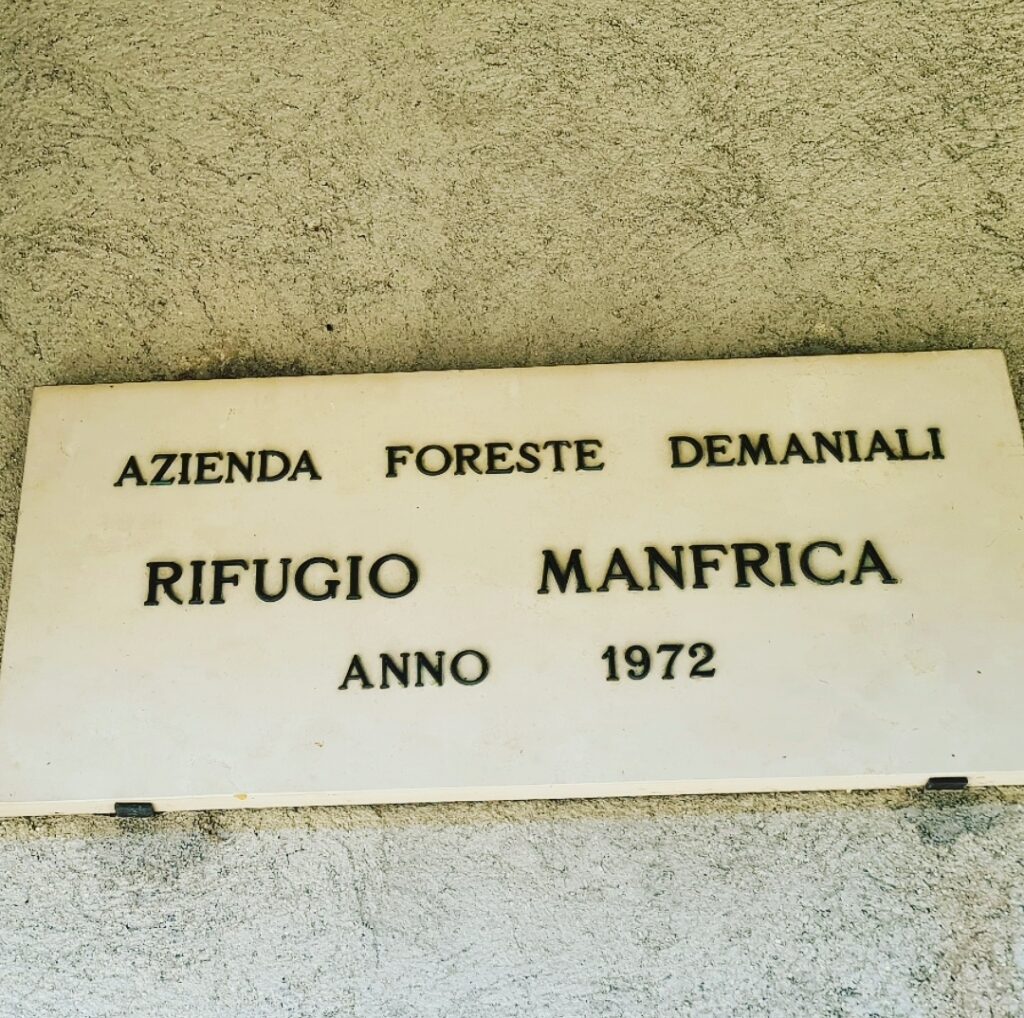 AZIENDA FORESTE DEMANIALI
RIFUGIO MANFRICA
ANNO 1972